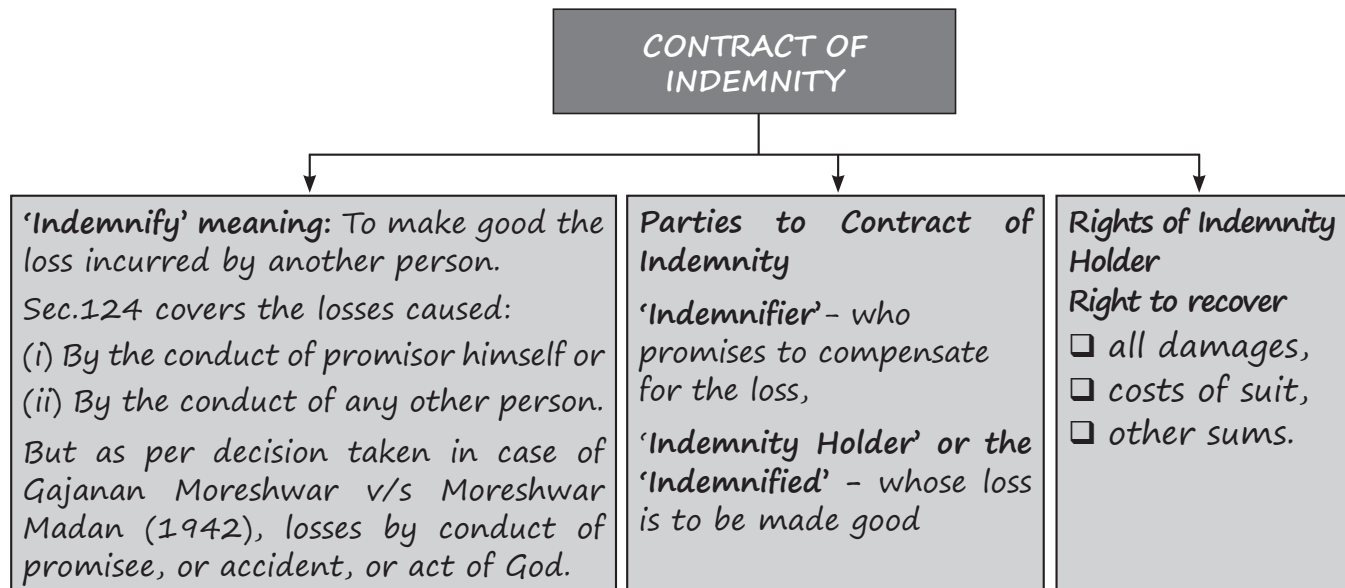 CONTRACT OF
INDEMNITY
‘Indemnify’ meaning: To make good the
loss incurred by another person.
Sec.124 covers the losses caused:
(i) By the conduct of promisor himself or
(ii) By the conduct of any other person.
But as per decision taken in case of
Gajanan Moreshwar v/s Moreshwar
Madan (1942), losses by conduct of
promisee, or accident, or act of God.
Parties to Contract of
Indemnity
‘Indemnifier’- who
promises to compensate
for the loss,
‘Indemnity Holder’ or the
‘Indemnified’ - whose loss
is to be made good
Rights of Indemnity
Holder
Right to recover
❑ all damages,
❑ costs of suit,
❑ other sums.